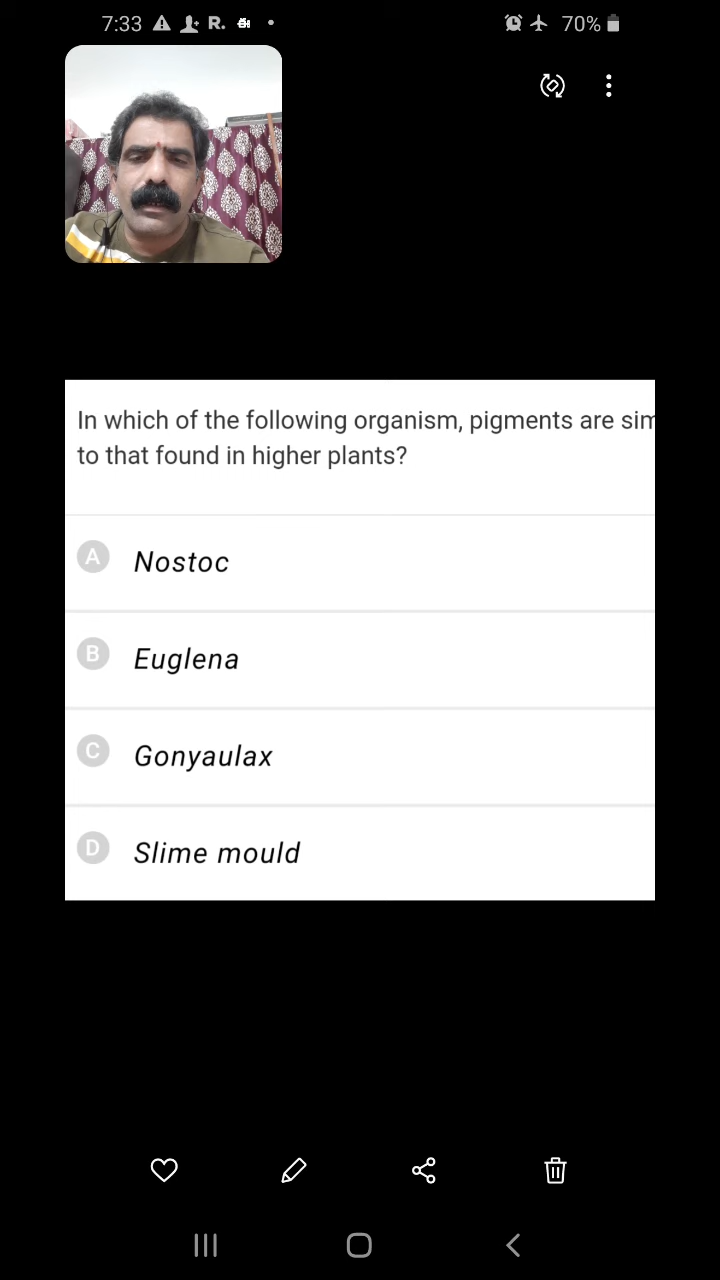 7:33 R. 70%
In which of the following organism, pigments are sim
to that found in higher plants?
A Nostoc
B Euglena
C Gonyaulax
D Slime mould